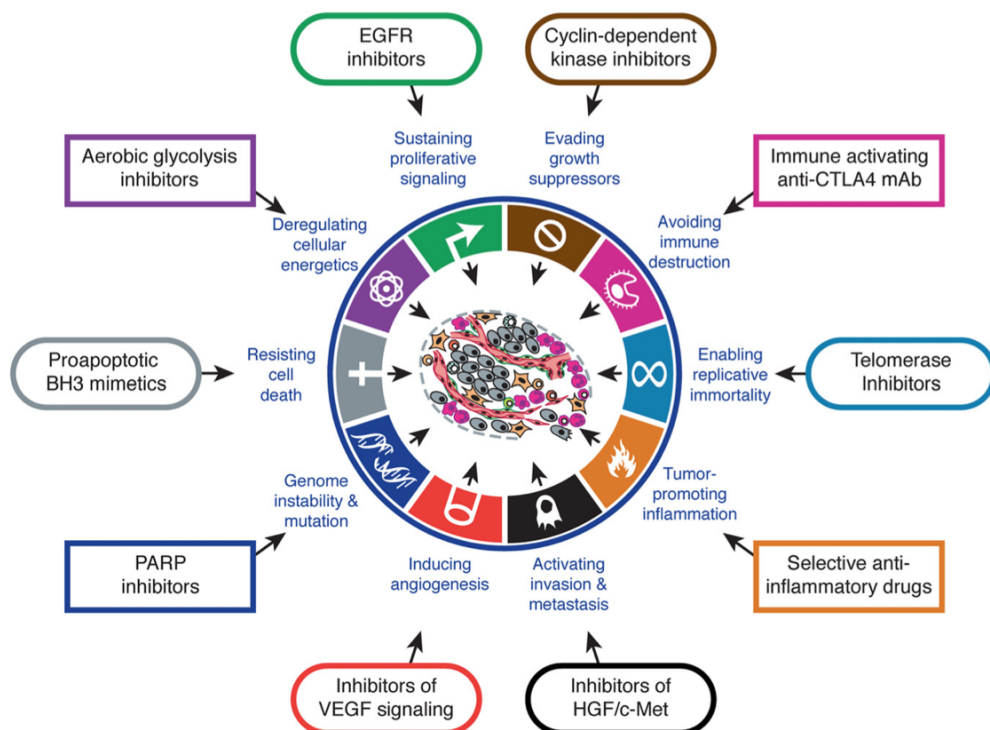 EGFR
inhibitors
Cyclin-dependent
kinase inhibitors
Sustaining
proliferative
signaling
Evading
growth
suppressors
Aerobic glycolysis
inhibitors
Immune activating
anti-CTLA4 mAb
Deregulating
cellular
energetics
Avoiding
immune
destruction
Proapoptotic
BH3 mimetics
Resisting
cell
death
Enabling
replicative
immortality
Telomerase
Inhibitors
Genome
instability &
mutation
Tumor-
promoting
inflammation
PARP
inhibitors
Inducing
angiogenesis
Activating
invasion &
metastasis
Selective anti-
inflammatory drugs
Inhibitors of
VEGF signaling
Inhibitors of
HGF/c-Met